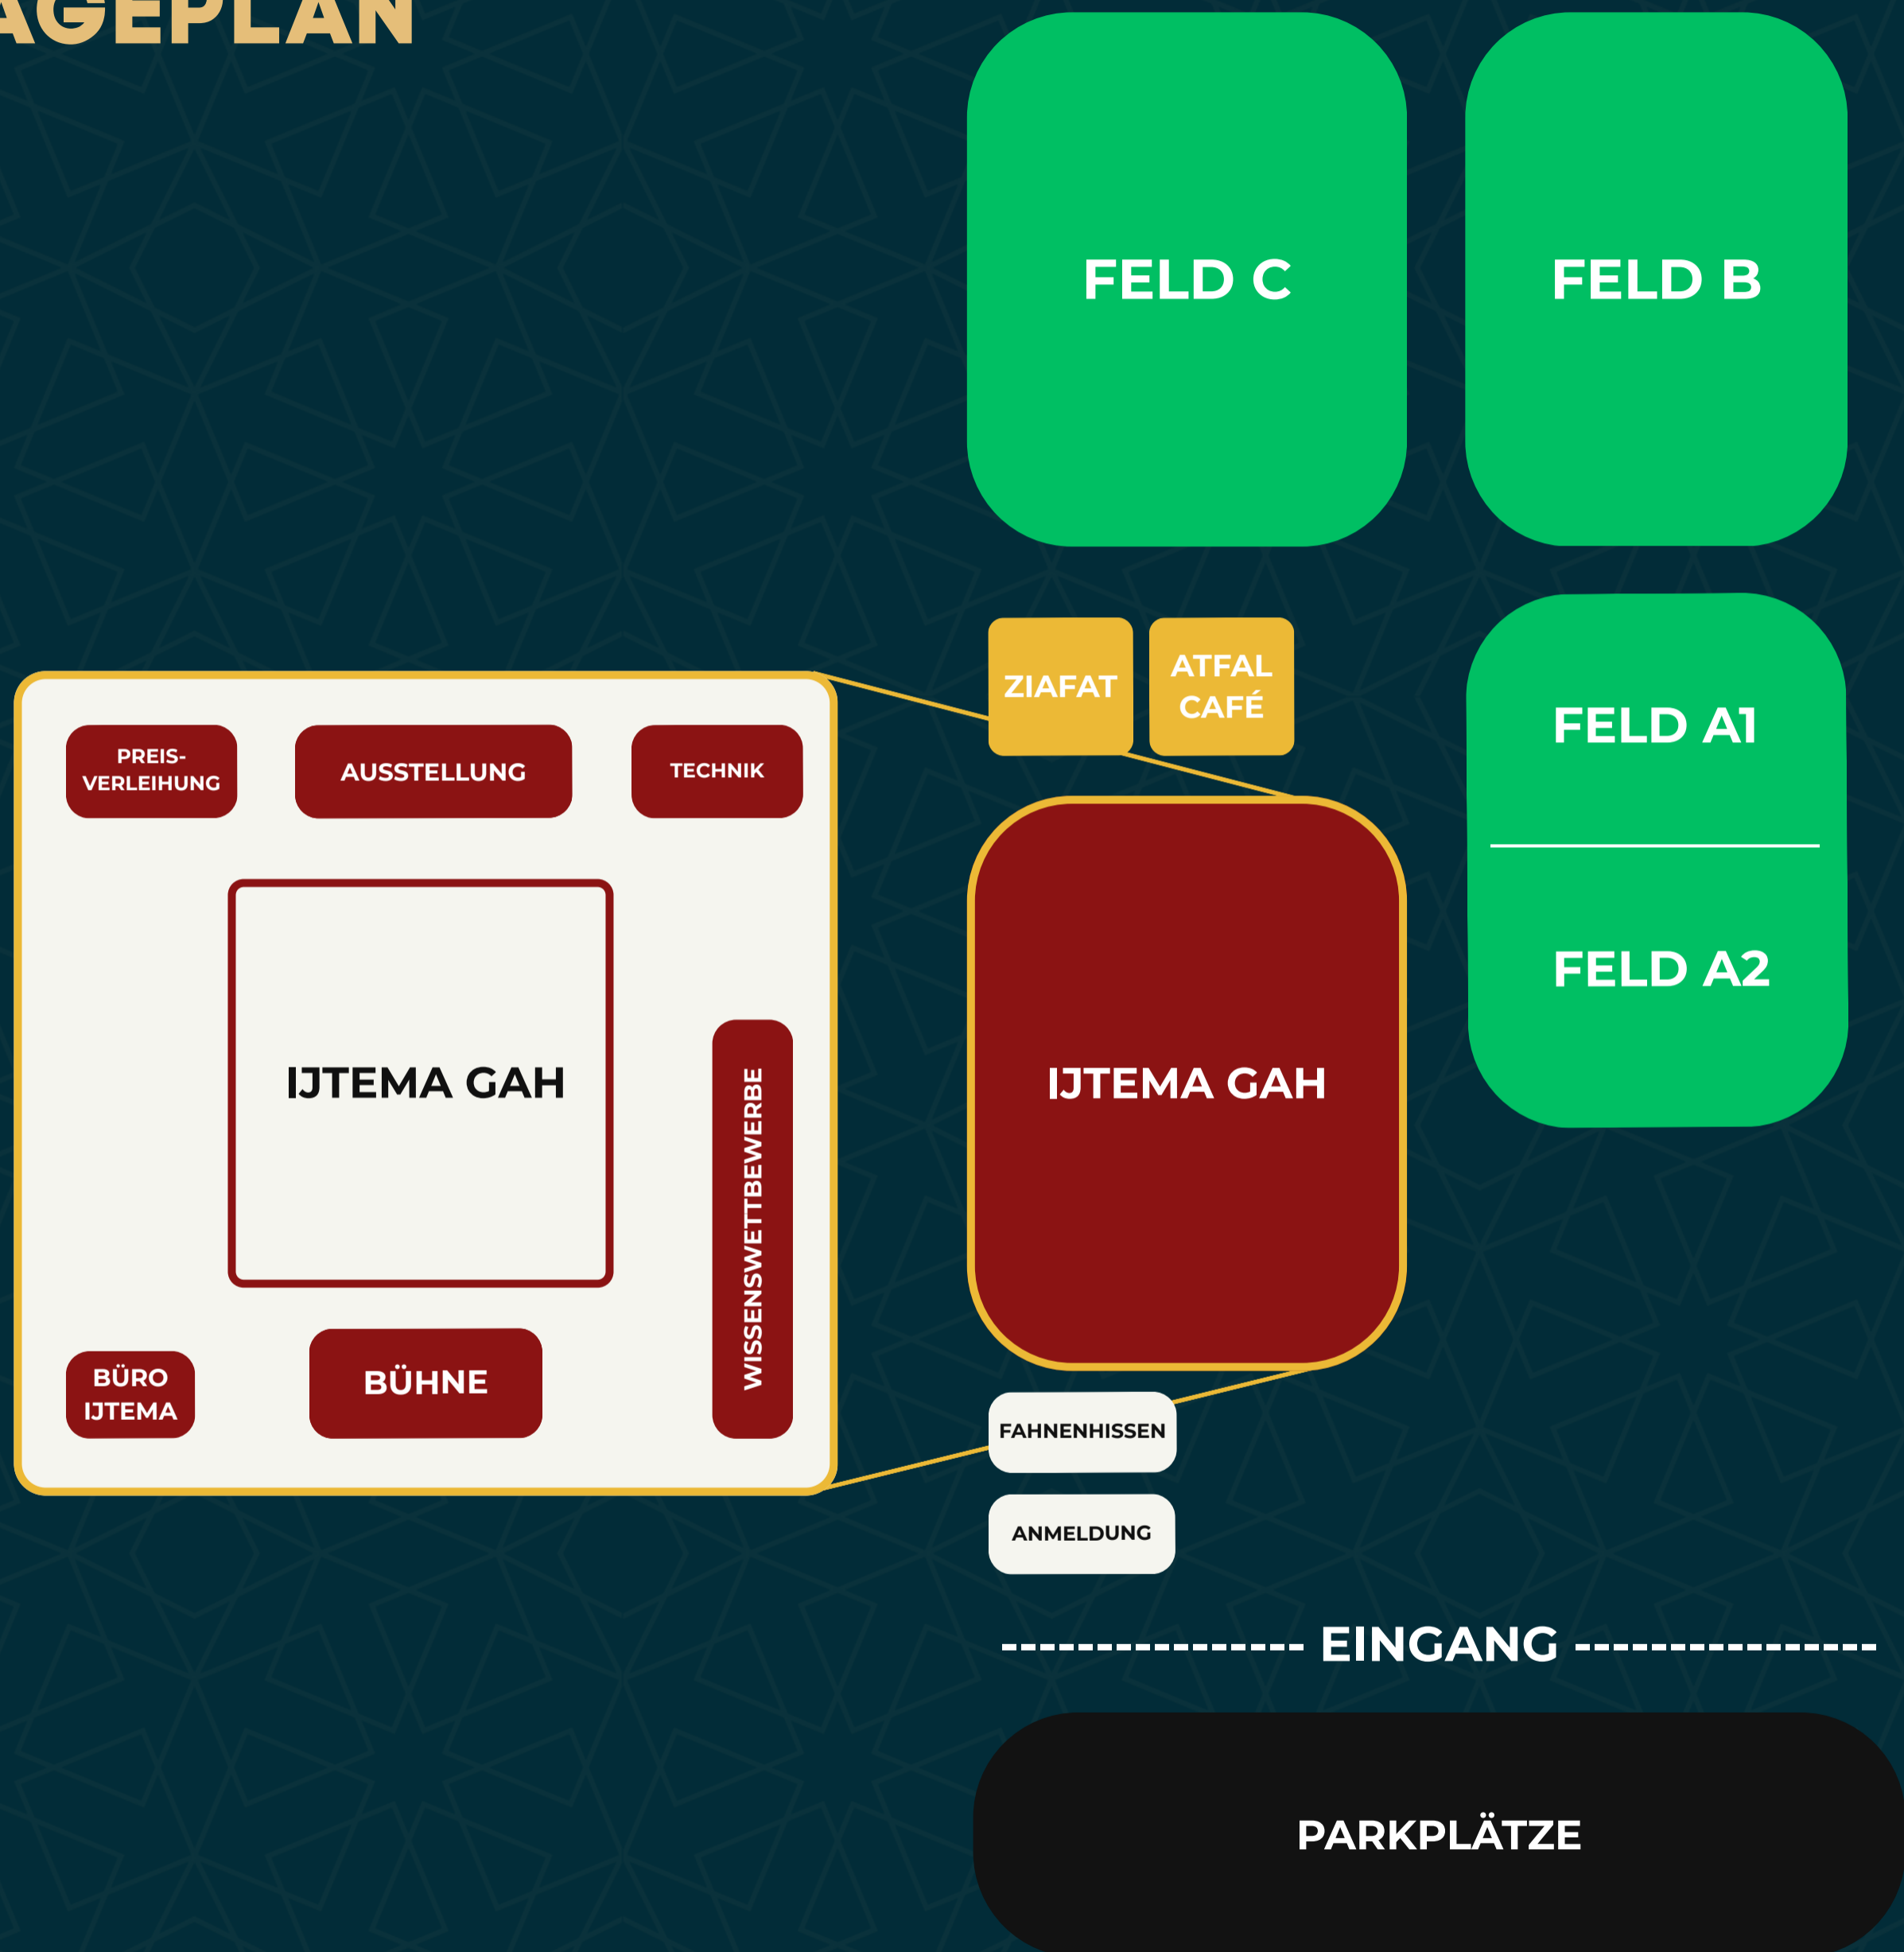 AGEPLAN
FELD C
FELD B
ZIAFAT
ATFAL
CAFÉ
FELD A1
FELD A2
PREIS-
VERLEIHUNG
AUSSTELLUNG
TECHNIK
IJTEMA GAH
WISSENSWETTBEWERBE
BÜRO
IJTEMA
BÜHNE
IJTEMA GAH
FAHNENHISSEN
ANMELDUNG
EINGANG
PARKPLÄTZE